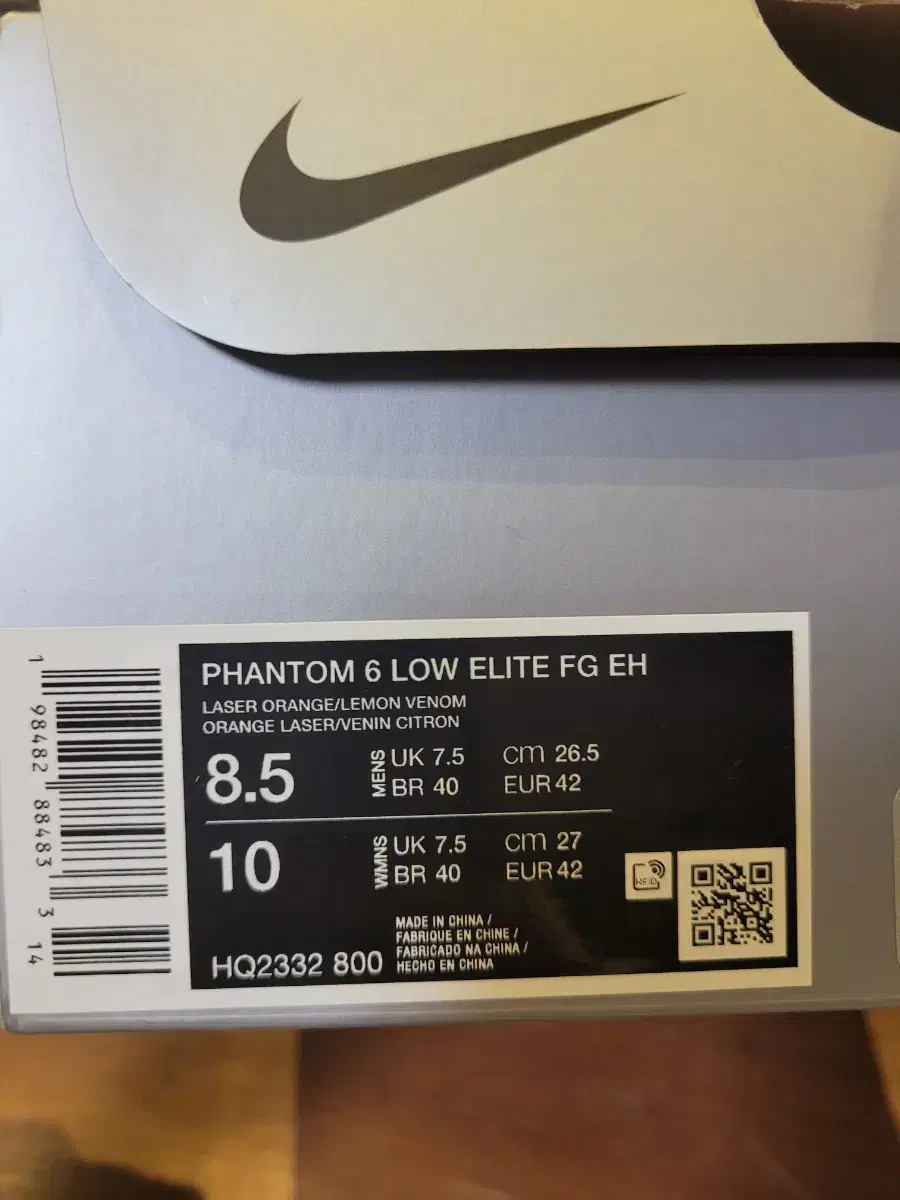 PHANTOM 6 LOW ELITE FG EH
LASER ORANGE/LEMON VENOM
ORANGE LASER/VENIN CITRON
8.5 MENS UK 7.5 cm 26.5
BR 40 EUR 42
10 WMNS UK 7.5 cm 27
BR 40 EUR 42
RFID
MADE IN CHINA /
FABRIQUE EN CHINE /
FABRICADO NA CHINA /
HECHO EN CHINA
HQ2332 800
1 98482 88483 3 14